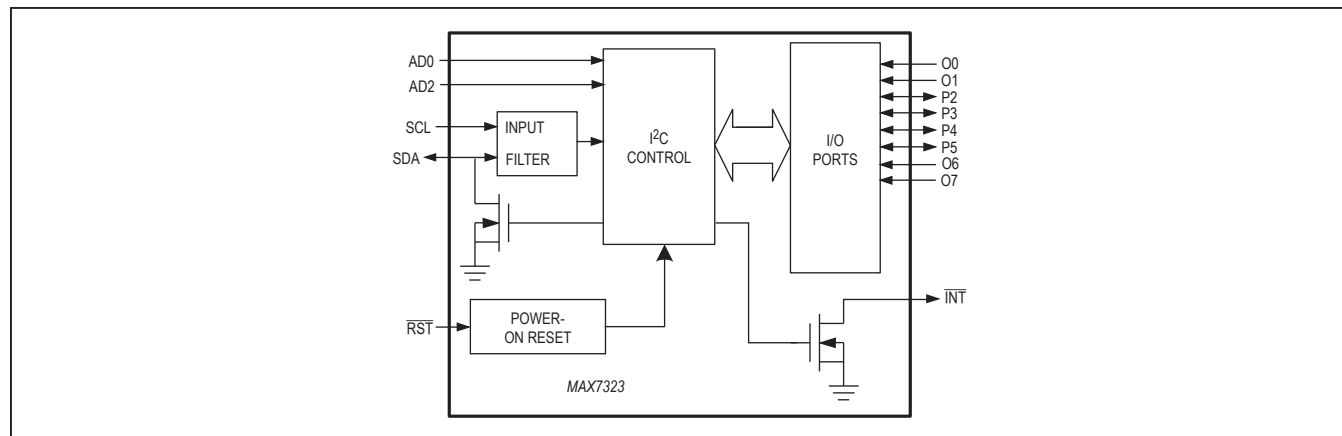 AD0
AD2
SCL
SDA
INPUT
FILTER
I²C
CONTROL
I/O
PORTS
O0
O1
P2
P3
P4
P5
O6
O7
RST
POWER-
ON RESET
INT
MAX7323